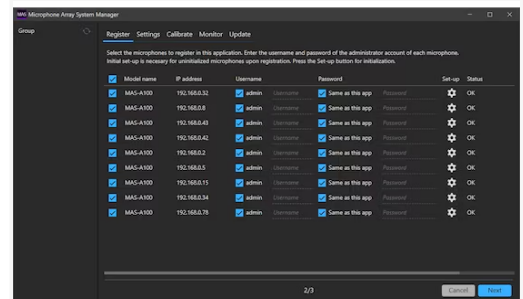 MAS Microphone Array System Manager
Group
Register Settings Calibrate Monitor Update
Select the microphones to register in this application. Enter the username and password of the administrator account of each microphone.
Initial set-up is necessary for uninitialized microphones upon registration. Press the Set-up button for initialization.
Model name IP address Username Password Set-up Status
MAS-A100 192.168.0.32 admin Username Same as this app Password OK
MAS-A100 192.168.0.8 admin Username Same as this app Password OK
MAS-A100 192.168.0.43 admin Username Same as this app Password OK
MAS-A100 192.168.0.42 admin Username Same as this app Password OK
MAS-A100 192.168.0.2 admin Username Same as this app Password OK
MAS-A100 192.168.0.5 admin Username Same as this app Password OK
MAS-A100 192.168.0.15 admin Username Same as this app Password OK
MAS-A100 192.168.0.34 admin Username Same as this app Password OK
MAS-A100 192.168.0.78 admin Username Same as this app Password OK
2/3 Cancel Next